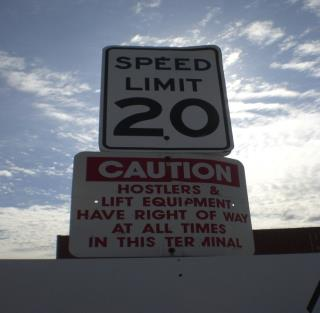 SPEED
LIMIT
20
CAUTION
HOSTLERS &
LIFT EQUIPMENT
HAVE RIGHT OF WAY
AT ALL TIMES
IN THIS TERMINAL